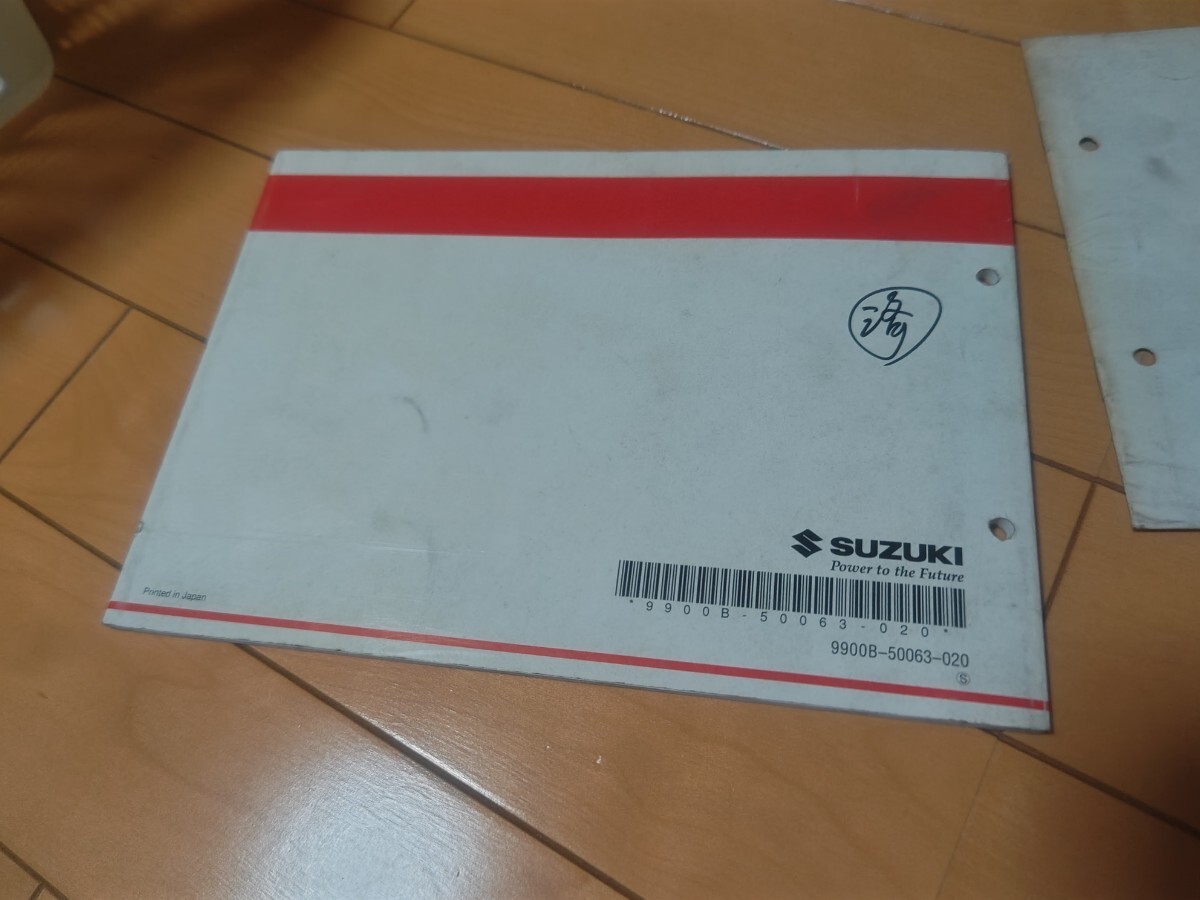 済
SUZUKI
Power to the Future
*9900B-50063-020*
9900B-50063-020
Ⓢ
Printed in Japan